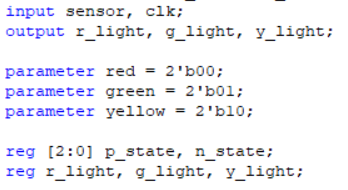 input sensor, clk;
output r_light, g_light, y_light;
parameter red = 2'b00;
parameter green = 2'b01;
parameter yellow = 2'b10;
reg [2:0] p_state, n_state;
reg r_light, g_light, y_light;